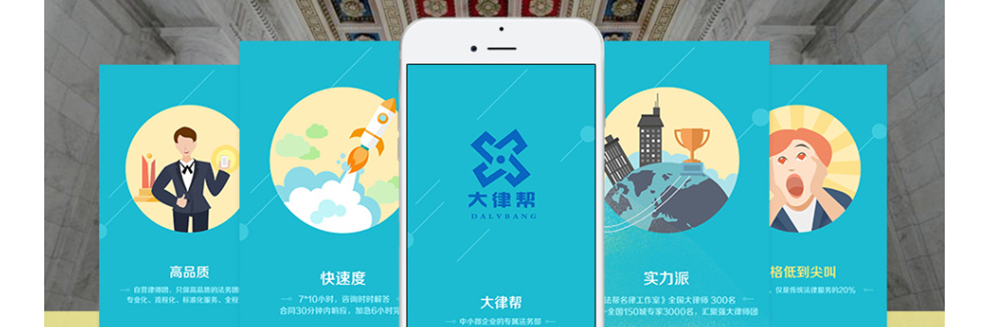 高品质
自营律师团，只做高品质的法务团
专业化、流程化、标准化服务、全程
快速度
7*10小时，咨询时时解答
合同30分钟内响应，加急6小时完
大律帮
DALVBANG
大律帮
中小微企业的专属法务部
实力派
法帮名律工作室》全国大律师 300名
全国150城专家3000名，汇聚强大律师团
格低到尖叫
，仅是传统法律服务的20%